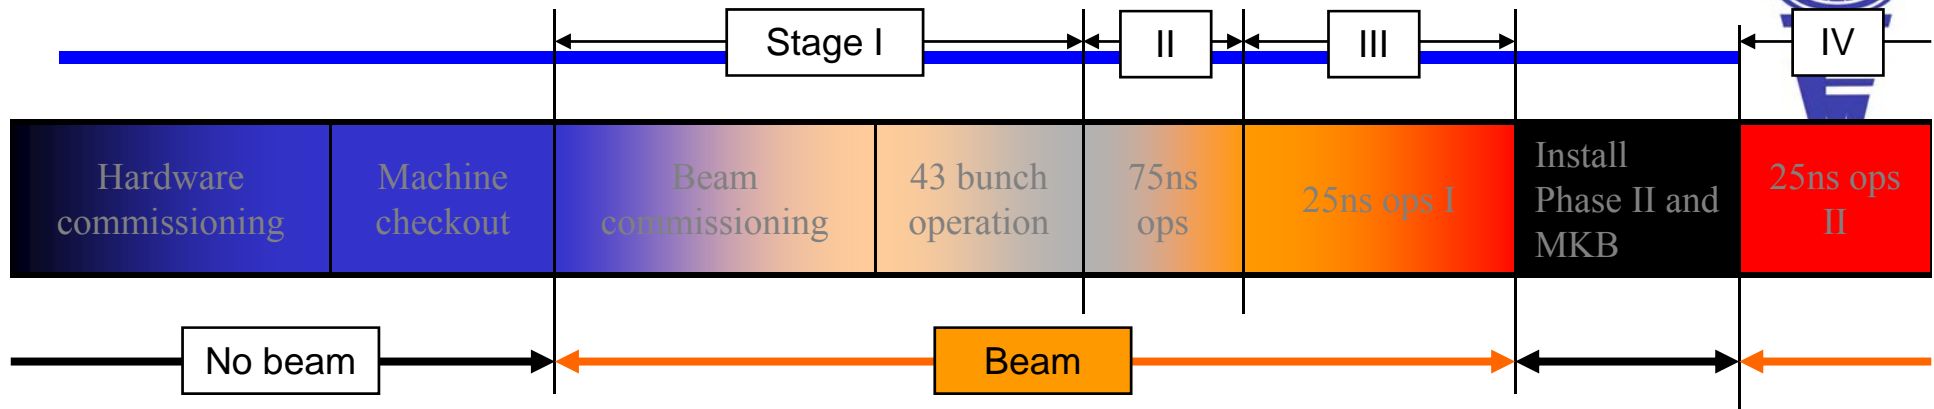 Stage I
II
III
IV
Hardware
commissioning
Machine
checkout
Beam
commissioning
43 bunch
operation
75ns
ops
25ns ops I
Install
Phase II and
MKB
25ns ops
II
No beam
Beam